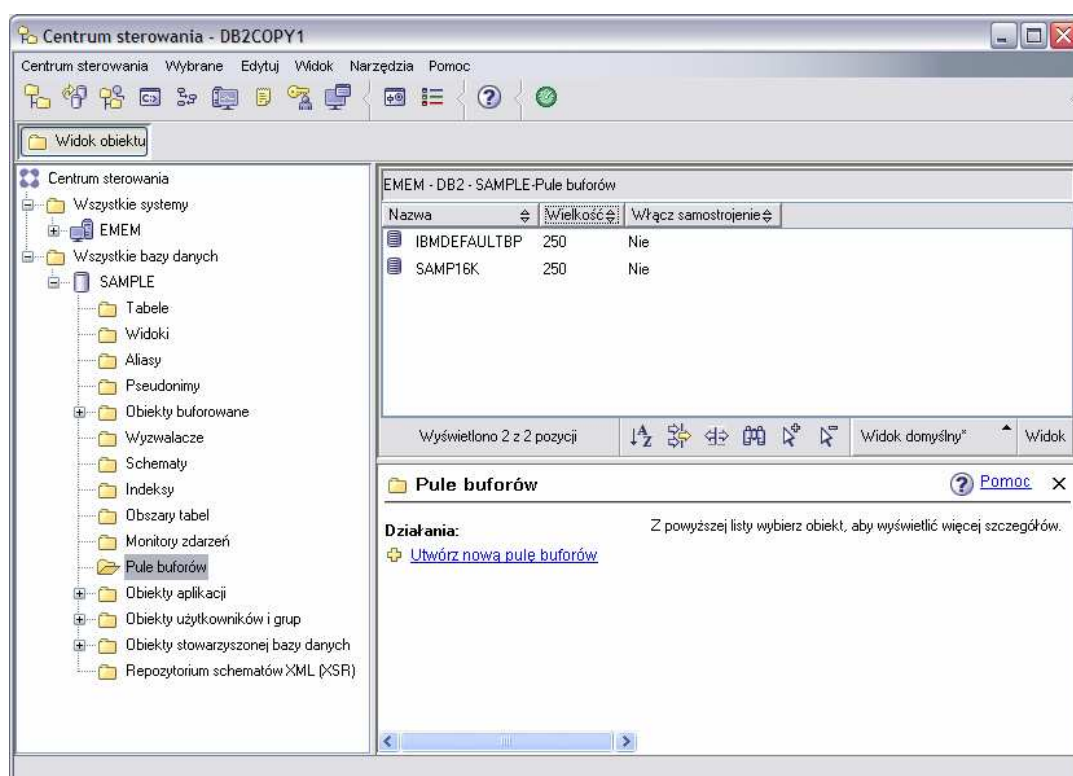 Centrum sterowania - DB2COPY1
Centrum sterowania Wybrane Edytuj Widok Narzędzia Pomoc
Widok obiektu
Centrum sterowania
Wszystkie systemy
EMEM
Wszystkie bazy danych
SAMPLE
Tabele
Widoki
Aliasy
Pseudonimy
Obiekty buforowane
Wyzwalacze
Schematy
Indeksy
Obszary tabel
Monitory zdarzeń
Pule buforów
Obiekty aplikacji
Obiekty użytkowników i grup
Obiekty stowarzyszonej bazy danych
Repozytorium schematów XML (XSR)
EMEM - DB2 - SAMPLE-Pule buforów
Nazwa Wielkość Włącz samostrojenie
IBMDEFAULTBP 250 Nie
SAMP16K 250 Nie
Wyświetlono 2 z 2 pozycji Widok domyślny* Widok
Pule buforów Pomoc
Działania:
Utwórz nową pulę buforów
Z powyższej listy wybierz obiekt, aby wyświetlić więcej szczegółów.